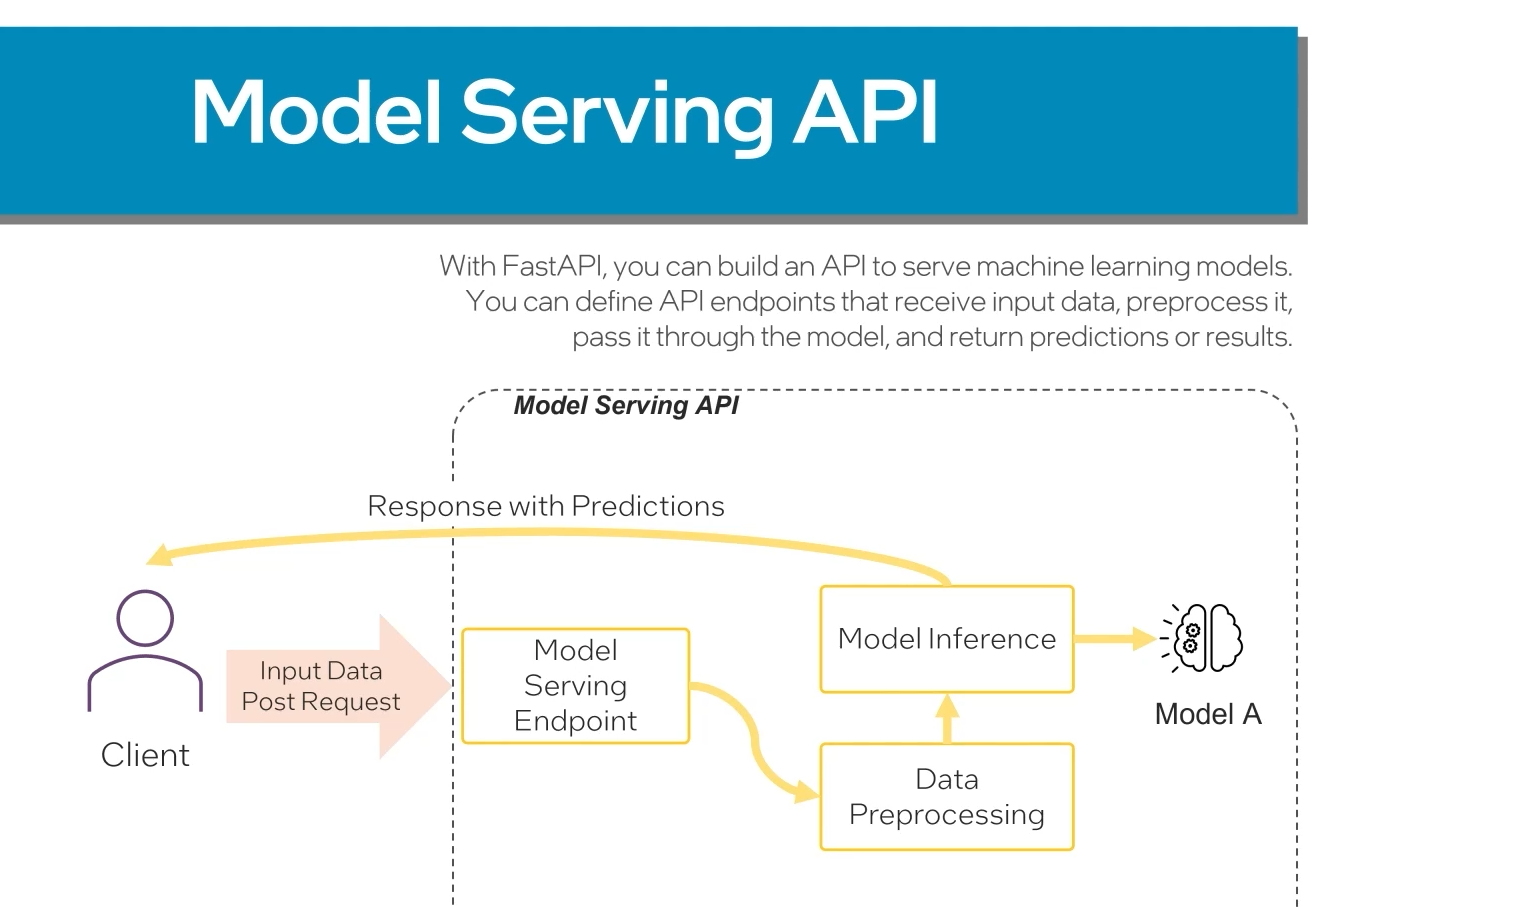 Model Serving API
With FastAPI, you can build an API to serve machine learning models.
You can define API endpoints that receive input data, preprocess it,
pass it through the model, and return predictions or results.
Model Serving API
Response with Predictions
Client
Input Data
Post Request
Model
Serving
Endpoint
Data
Preprocessing
Model Inference
Model A